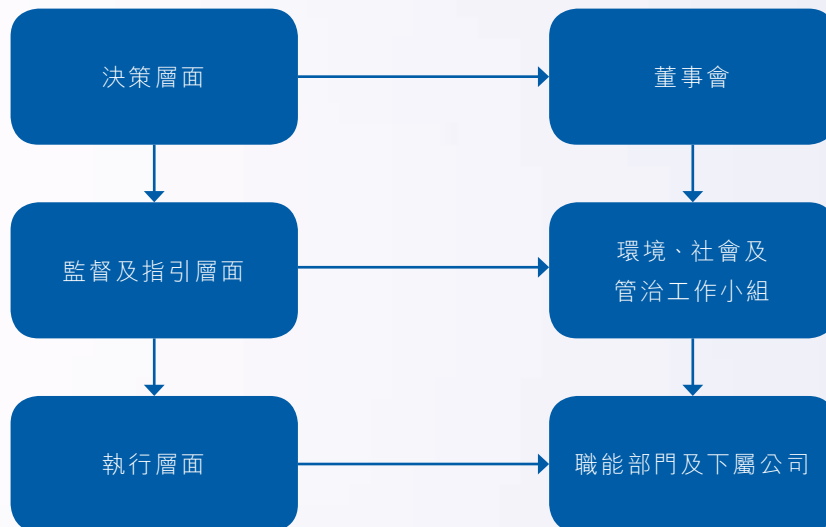 決策層面
董事會
監督及指引層面
環境、社會及
管治工作小組
執行層面
職能部門及下屬公司